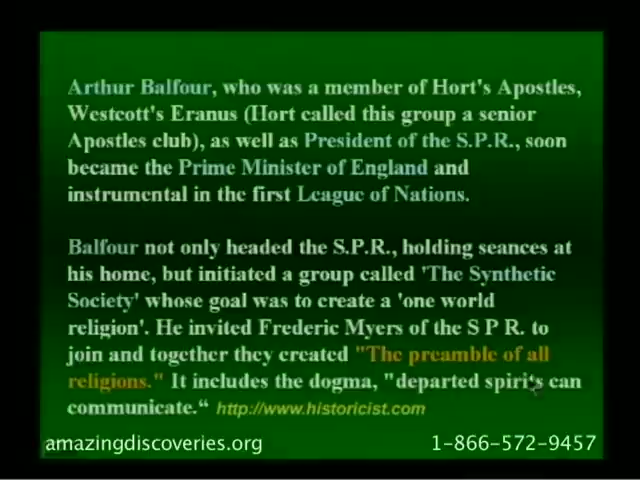 Arthur Balfour, who was a member of Hort's Apostles,
Westcott's Eranus (Hort called this group a senior
Apostles club), as well as President of the S.P.R., soon
became the Prime Minister of England and
instrumental in the first League of Nations.
Balfour not only headed the S.P.R., holding seances at
his home, but initiated a group called 'The Synthetic
Society' whose goal was to create a 'one world
religion'. He invited Frederic Myers of the S P R. to
join and together they created "The preamble of all
religions." It includes the dogma, "departed spirits can
communicate.“ http://www.historicist.com
amazingdiscoveries.org 1-866-572-9457